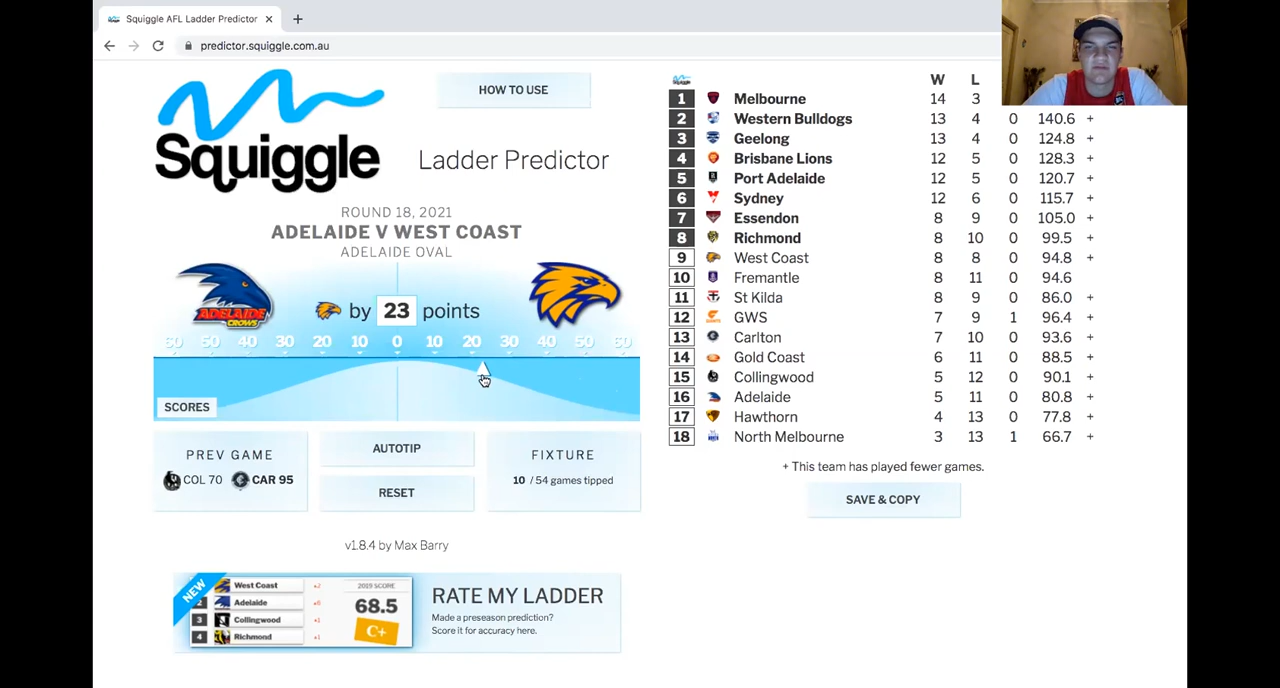 Squiggle AFL Ladder Predictor
predictor.squiggle.com.au
Squiggle
HOW TO USE
Ladder Predictor
ROUND 18, 2021
ADELAIDE V WEST COAST
ADELAIDE OVAL
ADELAIDE
CROWS
by 23 points
60 50 40 30 20 10 0 10 20 30 40 50 60
SCORES
PREV GAME
COL 70 CAR 95
AUTOTIP
RESET
FIXTURE
10 / 54 games tipped
v1.8.4 by Max Barry
NEW
West Coast +2
Adelaide
3 Collingwood +1
4 Richmond +1
2019 SCORE
68.5
C+
RATE MY LADDER
Made a preseason prediction?
Score it for accuracy here.
Squiggle W L
1 Melbourne 14 3
2 Western Bulldogs 13 4 0 140.6 +
3 Geelong 13 4 0 124.8 +
4 Brisbane Lions 12 5 0 128.3 +
5 Port Adelaide 12 5 0 120.7 +
6 Sydney 12 6 0 115.7 +
7 Essendon 8 9 0 105.0 +
8 Richmond 8 10 0 99.5 +
9 West Coast 8 8 0 94.8 +
10 Fremantle 8 11 0 94.6
11 St Kilda 8 9 0 86.0 +
12 GWS 7 9 1 96.4 +
13 Carlton 7 10 0 93.6 +
14 Gold Coast 6 11 0 88.5 +
15 Collingwood 5 12 0 90.1 +
16 Adelaide 5 11 0 80.8 +
17 Hawthorn 4 13 0 77.8 +
18 North Melbourne 3 13 1 66.7 +
+ This team has played fewer games.
SAVE & COPY